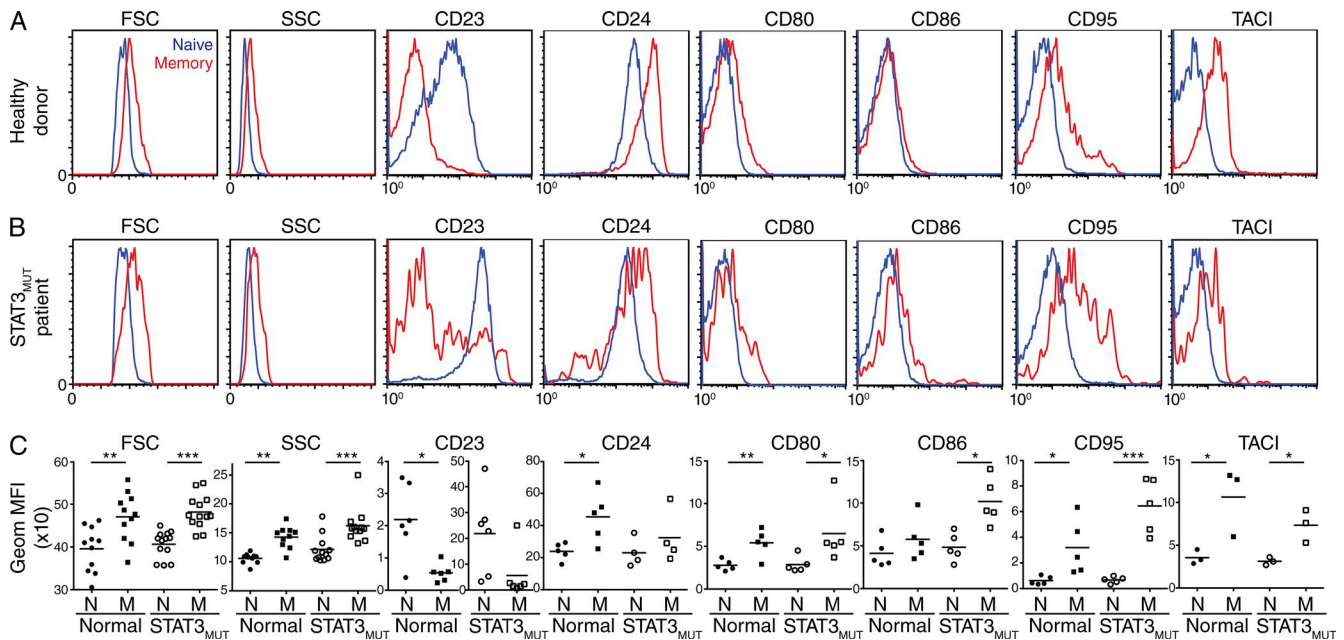 A
FSC SSC CD23 CD24 CD80 CD86 CD95 TACI
Naive
Memory
Healthy
donor
0
0 0 10⁰ 10⁰ 10⁰ 10⁰ 10⁰ 10⁰
B
FSC SSC CD23 CD24 CD80 CD86 CD95 TACI
STAT3MUT
patient
0
0 0 10⁰ 10⁰ 10⁰ 10⁰ 10⁰ 10⁰
C
FSC SSC CD23 CD24 CD80 CD86 CD95 TACI
** *** ** *** * * ** * * * *** * *
Geom MFI
(x10)
60 50 40 30
25 20 15 10 5
4 3 2 1 0
50 40 30 20 10 0
80 60 40 20 0
15 10 5 0
15 10 5 0
10 8 6 4 2 0
15 10 5 0
N M N M N M N M N M N M N M N M N M N M N M N M N M N M N M N M
Normal STAT3MUT Normal STAT3MUT Normal STAT3MUT Normal STAT3MUT Normal STAT3MUT Normal STAT3MUT Normal STAT3MUT Normal STAT3MUT